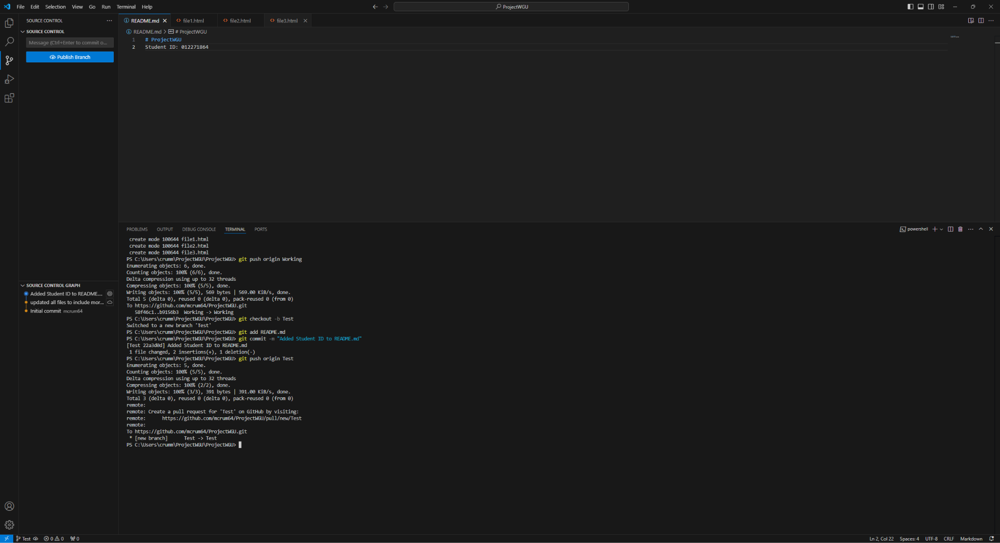 File Edit Selection View Go Run Terminal Help
ProjectWGU
SOURCE CONTROL
SOURCE CONTROL
Message (Ctrl+Enter to commit o...
Publish Branch
README.md file1.html file2.html file3.html
README.md > # ProjectWGU
1 # ProjectWGU
2 Student ID: 012271864
PROBLEMS OUTPUT DEBUG CONSOLE TERMINAL PORTS
powershell
create mode 100644 file1.html
create mode 100644 file2.html
create mode 100644 file3.html
PS C:\Users\crumm\ProjectWGU\ProjectWGU> git push origin Working
Enumerating objects: 6, done.
Counting objects: 100% (6/6), done.
Delta compression using up to 32 threads
Compressing objects: 100% (5/5), done.
Writing objects: 100% (5/5), 569 bytes | 569.00 KiB/s, done.
Total 5 (delta 0), reused 0 (delta 0), pack-reused 0 (from 0)
To https://github.com/mcrum64/ProjectWGU.git
58f46c1..b9156b3 Working -> Working
PS C:\Users\crumm\ProjectWGU\ProjectWGU> git checkout -b Test
Switched to a new branch 'Test'
PS C:\Users\crumm\ProjectWGU\ProjectWGU> git add README.md
PS C:\Users\crumm\ProjectWGU\ProjectWGU> git commit -m "Added Student ID to README.md"
[Test 22a3d0d] Added Student ID to README.md
1 file changed, 2 insertions(+), 1 deletion(-)
PS C:\Users\crumm\ProjectWGU\ProjectWGU> git push origin Test
Enumerating objects: 5, done.
Counting objects: 100% (5/5), done.
Delta compression using up to 32 threads
Compressing objects: 100% (2/2), done.
Writing objects: 100% (3/3), 391 bytes | 391.00 KiB/s, done.
Total 3 (delta 0), reused 0 (delta 0), pack-reused 0 (from 0)
remote:
remote: Create a pull request for 'Test' on GitHub by visiting:
remote: https://github.com/mcrum64/ProjectWGU/pull/new/Test
remote:
To https://github.com/mcrum64/ProjectWGU.git
* [new branch] Test -> Test
PS C:\Users\crumm\ProjectWGU\ProjectWGU>
SOURCE CONTROL GRAPH
Added Student ID to README....
updated all files to include mor...
Initial commit mcrum64
Test 0 0 0
Ln 2, Col 22 Spaces: 4 UTF-8 CRLF Markdown